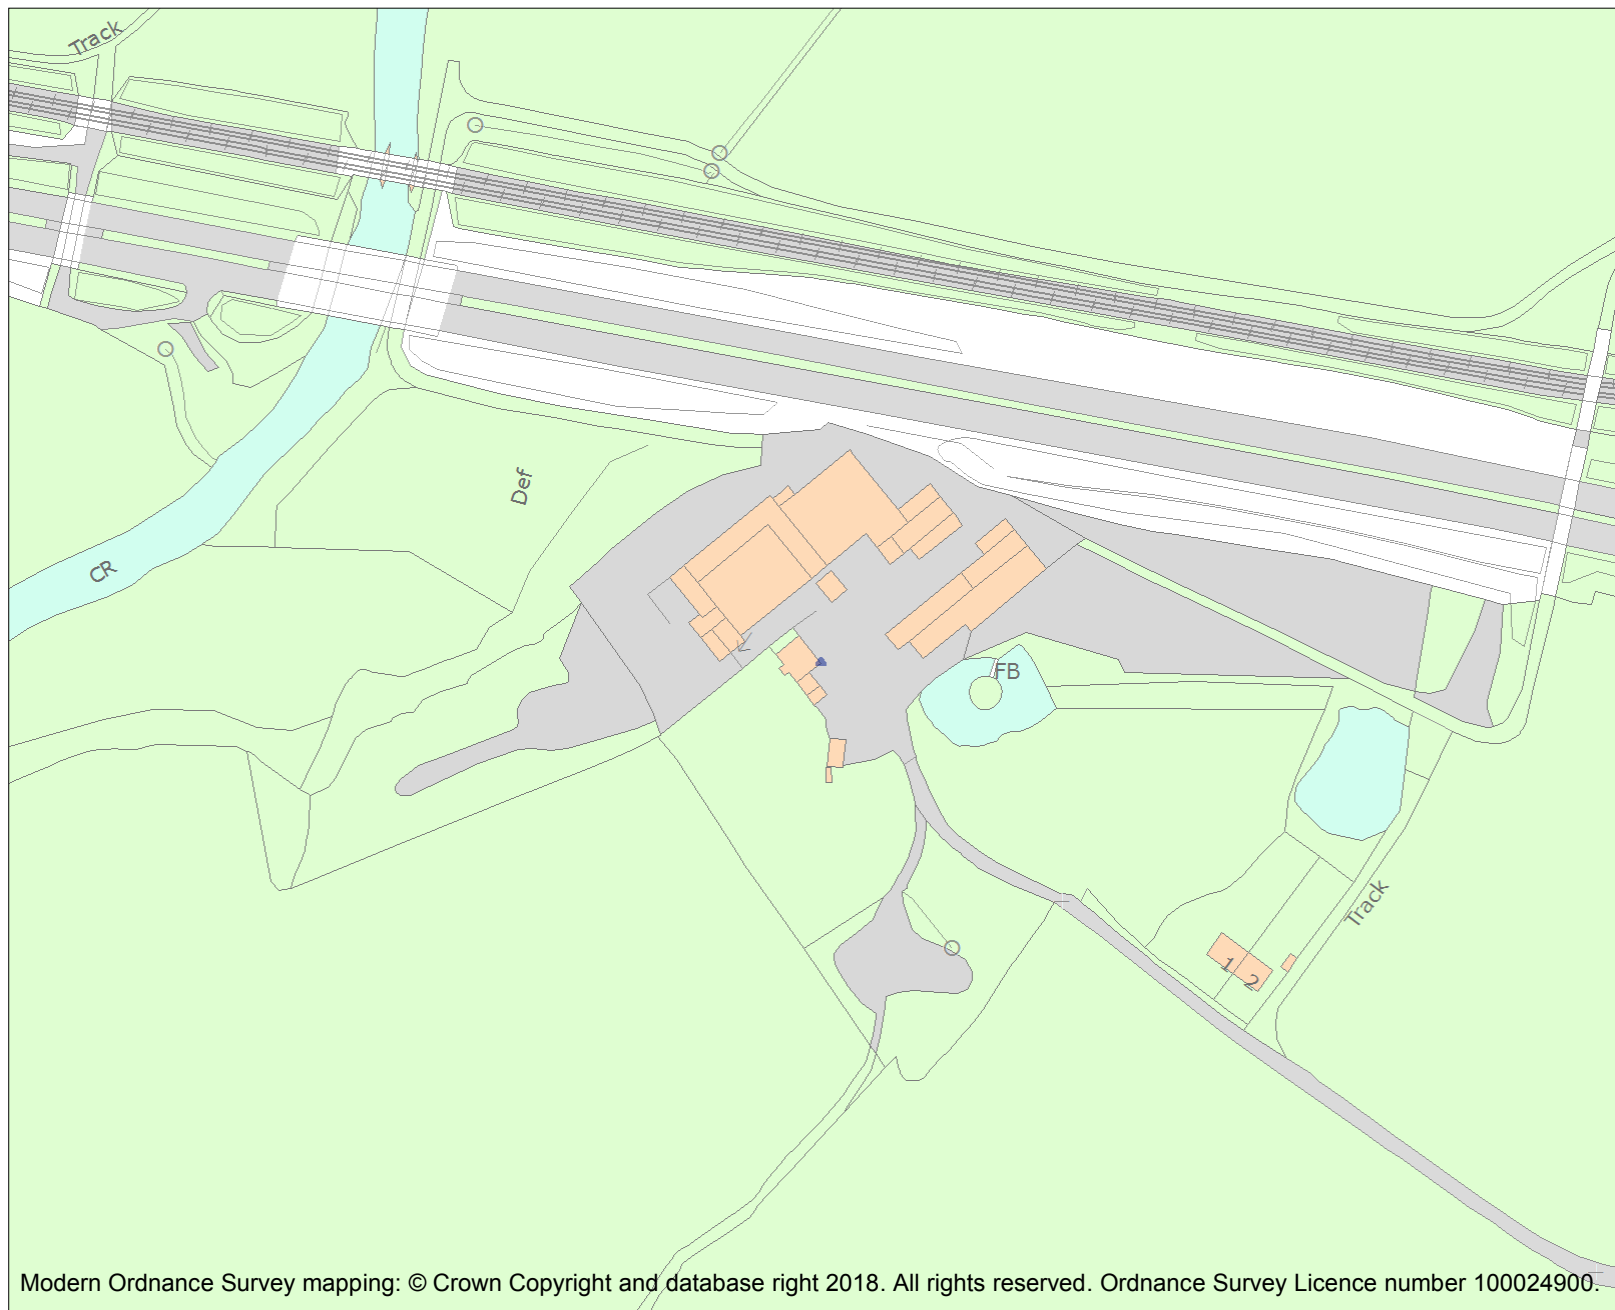 Track
Def
CR
FB
Track
1
2
Modern Ordnance Survey mapping: © Crown Copyright and database right 2018. All rights reserved. Ordnance Survey Licence number 100024900.